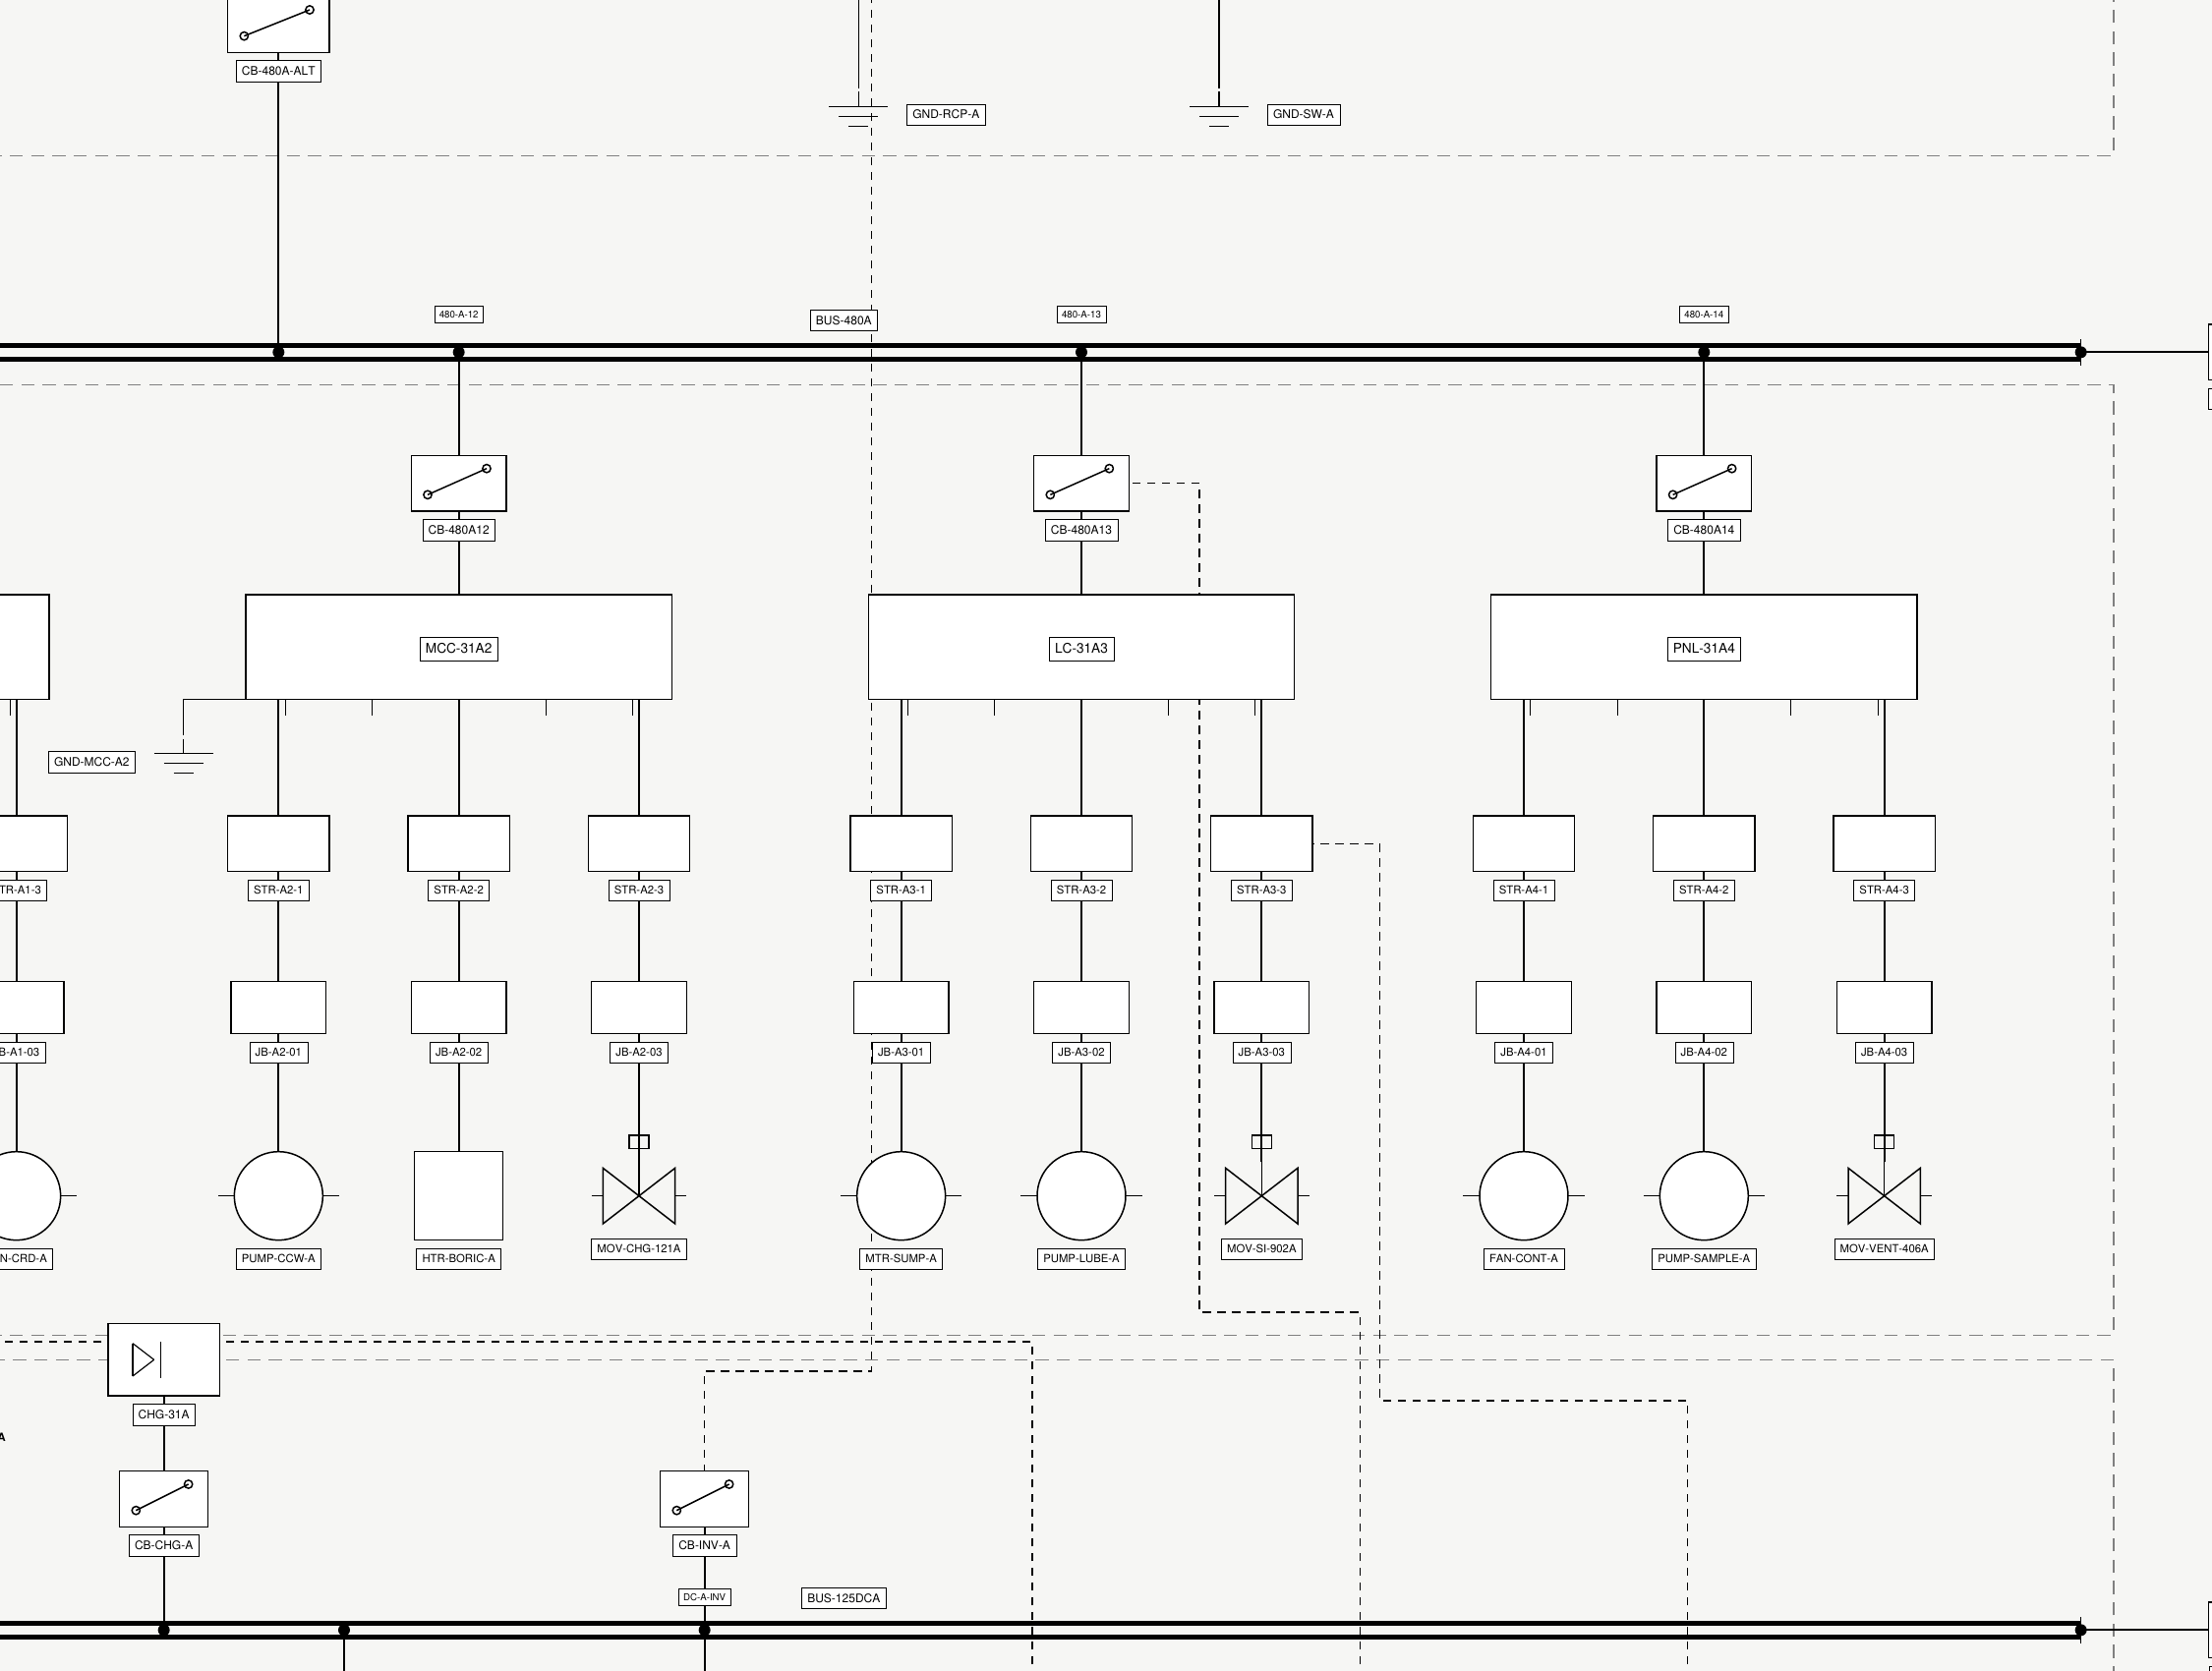 CB-480A-ALT
GND-RCP-A
GND-SW-A
480-A-12
BUS-480A
480-A-13
480-A-14
CB-480A12
CB-480A13
CB-480A14
MCC-31A2
LC-31A3
PNL-31A4
GND-MCC-A2
TR-A1-3
STR-A2-1
STR-A2-2
STR-A2-3
STR-A3-1
STR-A3-2
STR-A3-3
STR-A4-1
STR-A4-2
STR-A4-3
B-A1-03
JB-A2-01
JB-A2-02
JB-A2-03
JB-A3-01
JB-A3-02
JB-A3-03
JB-A4-01
JB-A4-02
JB-A4-03
N-CRD-A
PUMP-CCW-A
HTR-BORIC-A
MOV-CHG-121A
MTR-SUMP-A
PUMP-LUBE-A
MOV-SI-902A
FAN-CONT-A
PUMP-SAMPLE-A
MOV-VENT-406A
CHG-31A
A
CB-CHG-A
CB-INV-A
DC-A-INV
BUS-125DCA